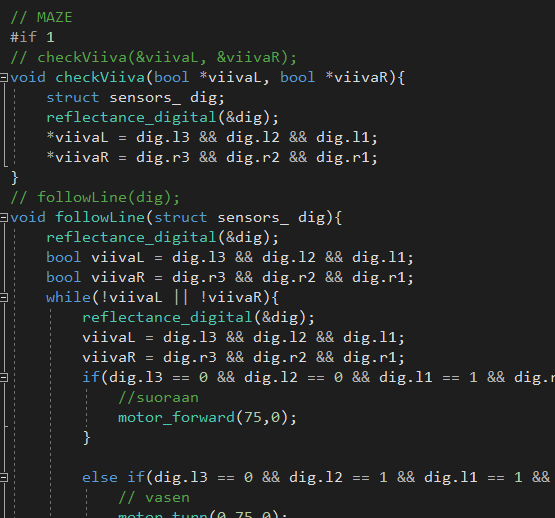 // MAZE
#if 1
// checkViiva(&viivaL, &viivaR);
void checkViiva(bool *viivaL, bool *viivaR){
    struct sensors_ dig;
    reflectance_digital(&dig);
    *viivaL = dig.l3 && dig.l2 && dig.l1;
    *viivaR = dig.r3 && dig.r2 && dig.r1;
}
// followLine(dig);
void followLine(struct sensors_ dig){
    reflectance_digital(&dig);
    bool viivaL = dig.l3 && dig.l2 && dig.l1;
    bool viivaR = dig.r3 && dig.r2 && dig.r1;
    while(!viivaL || !viivaR){
        reflectance_digital(&dig);
        viivaL = dig.l3 && dig.l2 && dig.l1;
        viivaR = dig.r3 && dig.r2 && dig.r1;
        if(dig.l3 == 0 && dig.l2 == 0 && dig.l1 == 1 && dig.r
            //suoraan
            motor_forward(75,0);
        }
        else if(dig.l3 == 0 && dig.l2 == 1 && dig.l1 == 1 &&
            // vasen
            motor_turn(0,75,0);